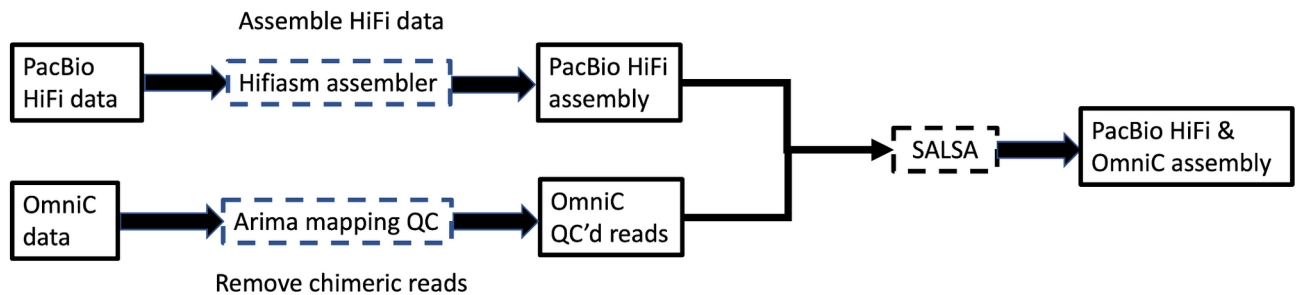 Assemble HiFi data
PacBio
HiFi data
Hifiasm assembler
PacBio HiFi
assembly
OmniC
data
Arima mapping QC
OmniC
QC'd reads
Remove chimeric reads
SALSA
PacBio HiFi &
OmniC assembly